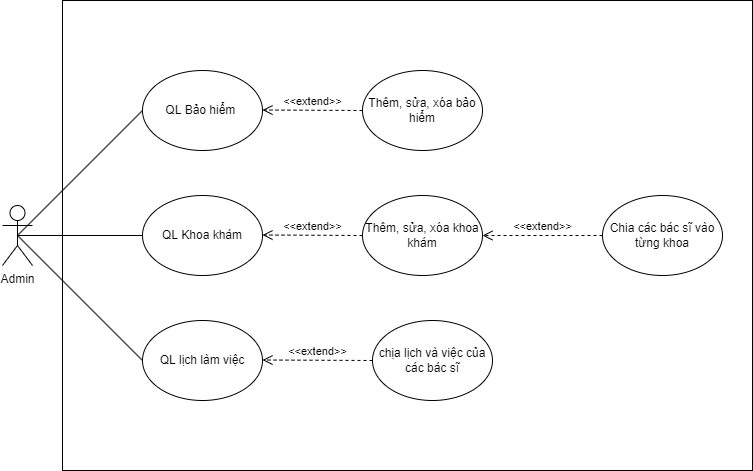 QL Bảo hiểm
<<extend>>
Thêm, sửa, xóa bảo
hiểm
Admin
QL Khoa khám
<<extend>>
Thêm, sửa, xóa khoa
khám
<<extend>>
Chia các bác sĩ vào
từng khoa
QL lịch làm việc
<<extend>>
chịa lịch và việc của
các bác sĩ